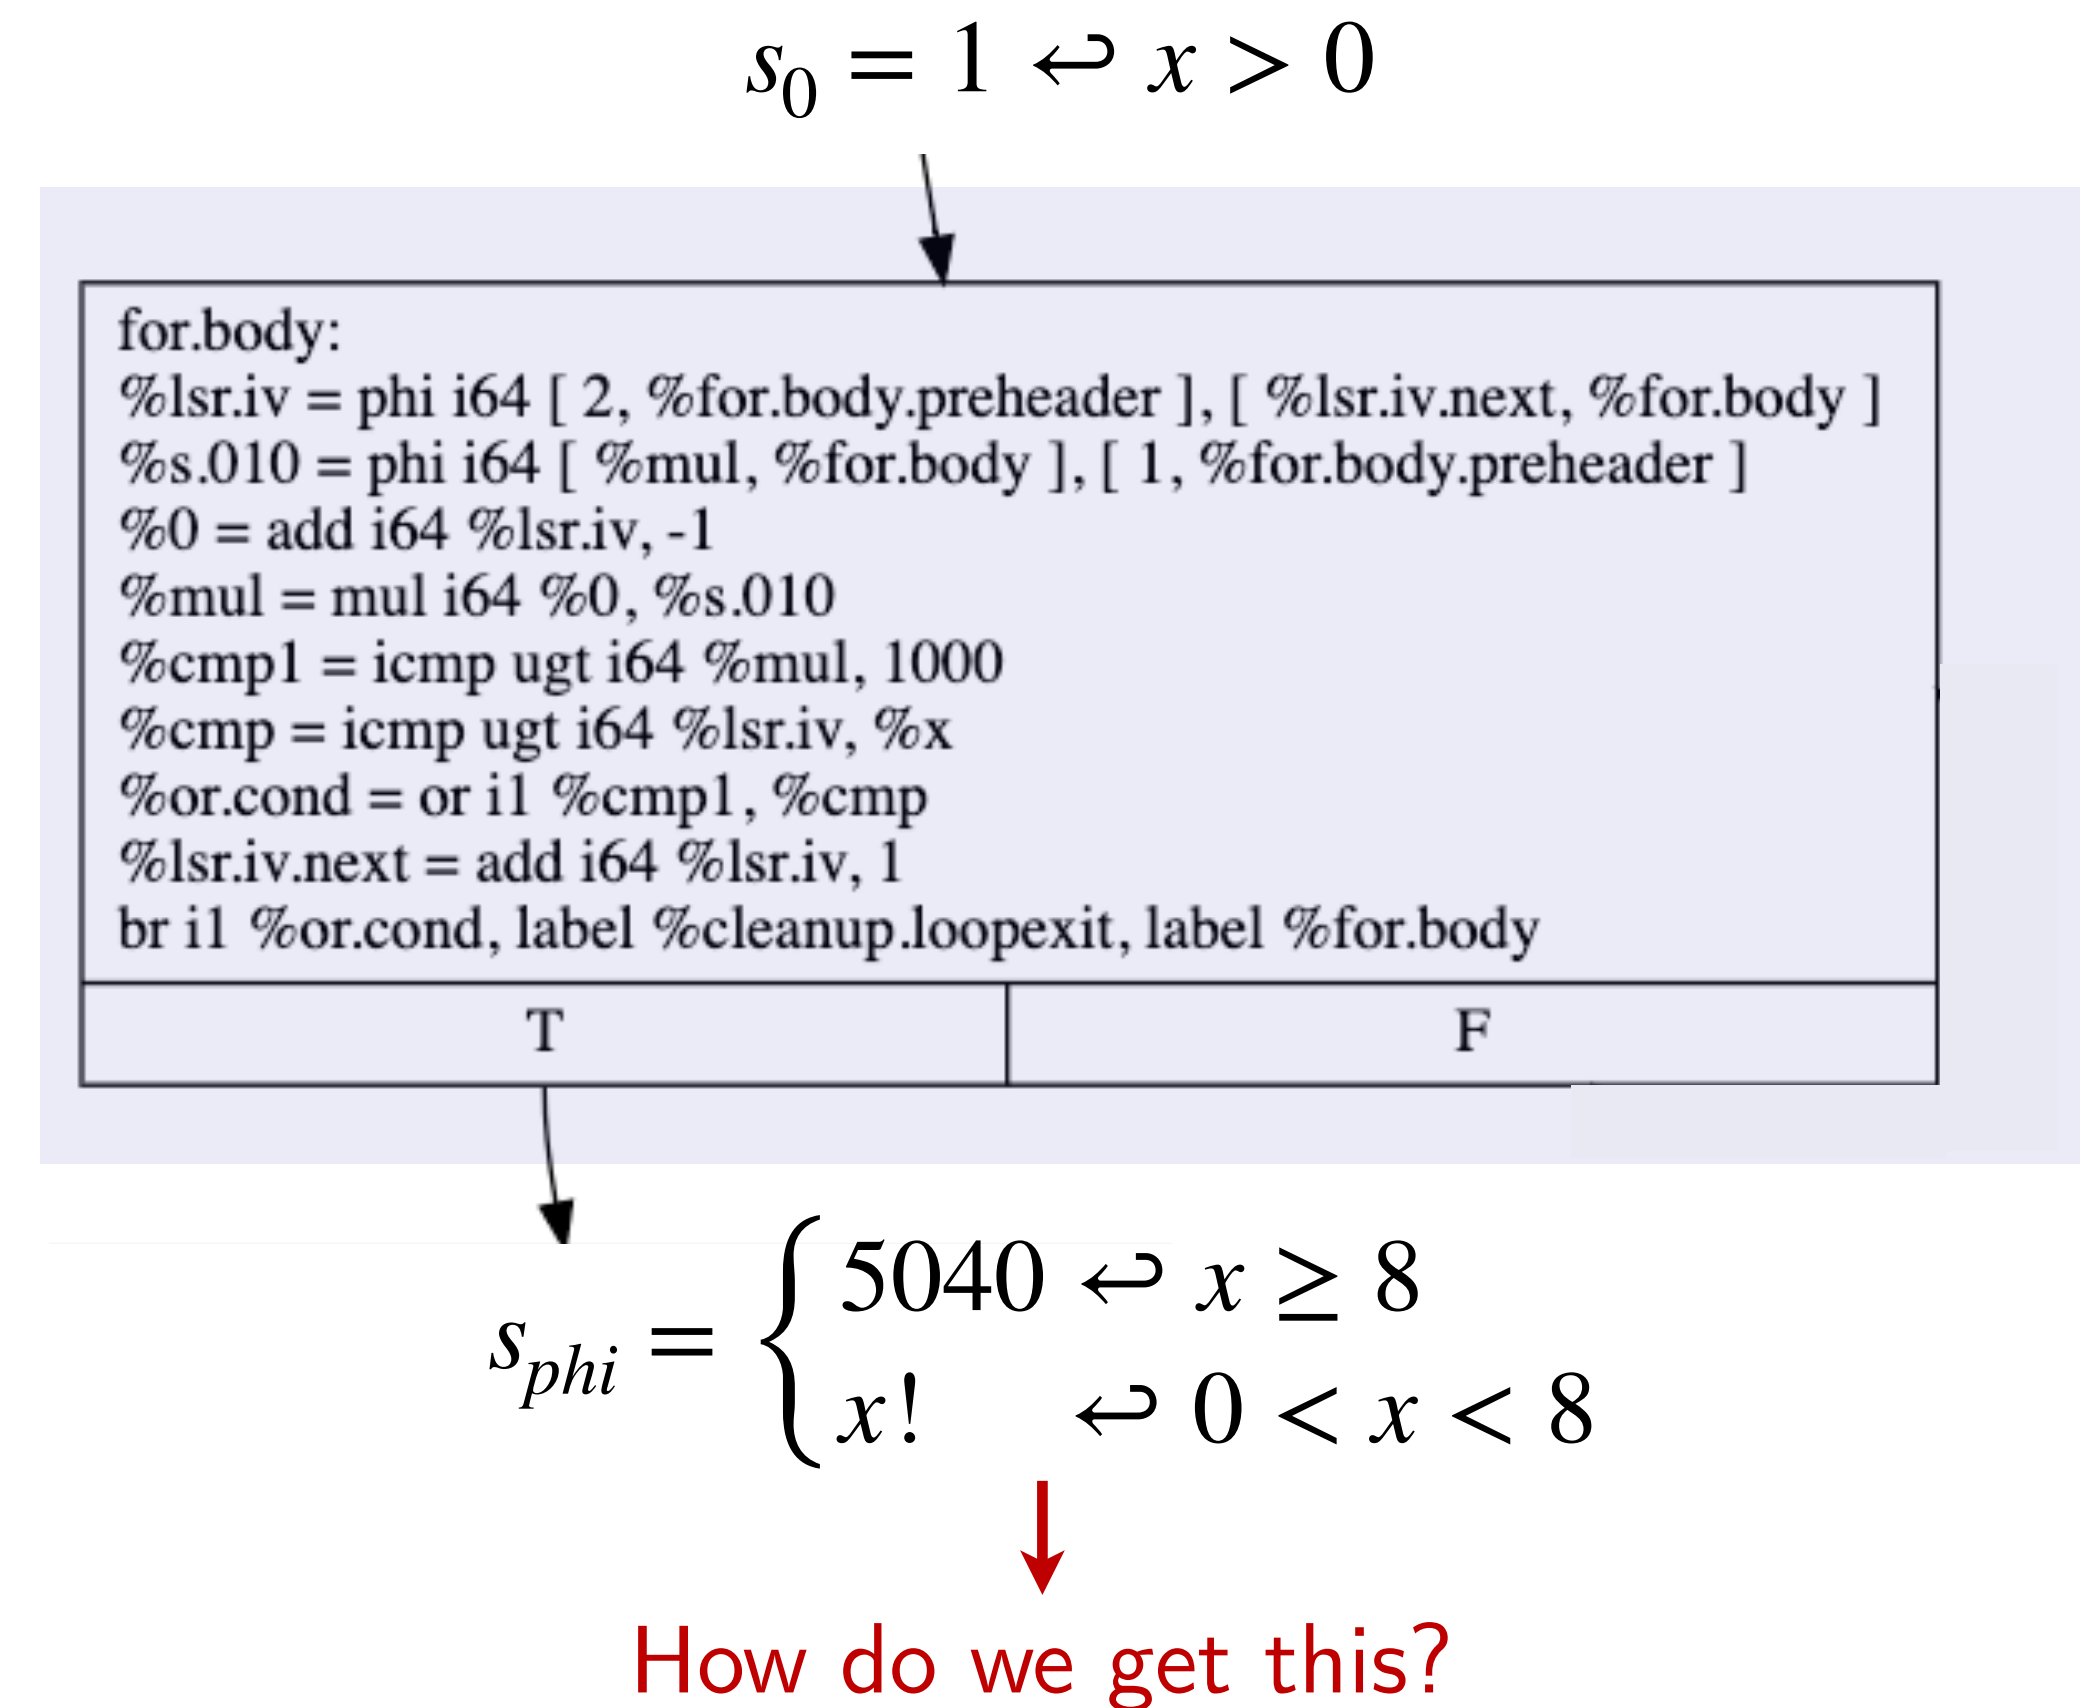 s₀ = 1 ↩ x > 0
for.body:
%lsr.iv = phi i64 [ 2, %for.body.preheader ], [ %lsr.iv.next, %for.body ]
%s.010 = phi i64 [ %mul, %for.body ], [ 1, %for.body.preheader ]
%0 = add i64 %lsr.iv, -1
%mul = mul i64 %0, %s.010
%cmp1 = icmp ugt i64 %mul, 1000
%cmp = icmp ugt i64 %lsr.iv, %x
%or.cond = or i1 %cmp1, %cmp
%lsr.iv.next = add i64 %lsr.iv, 1
br i1 %or.cond, label %cleanup.loopexit, label %for.body
T F
5040 ↩ x ≥ 8
s_phi = {
x! ↩ 0 < x < 8
How do we get this?